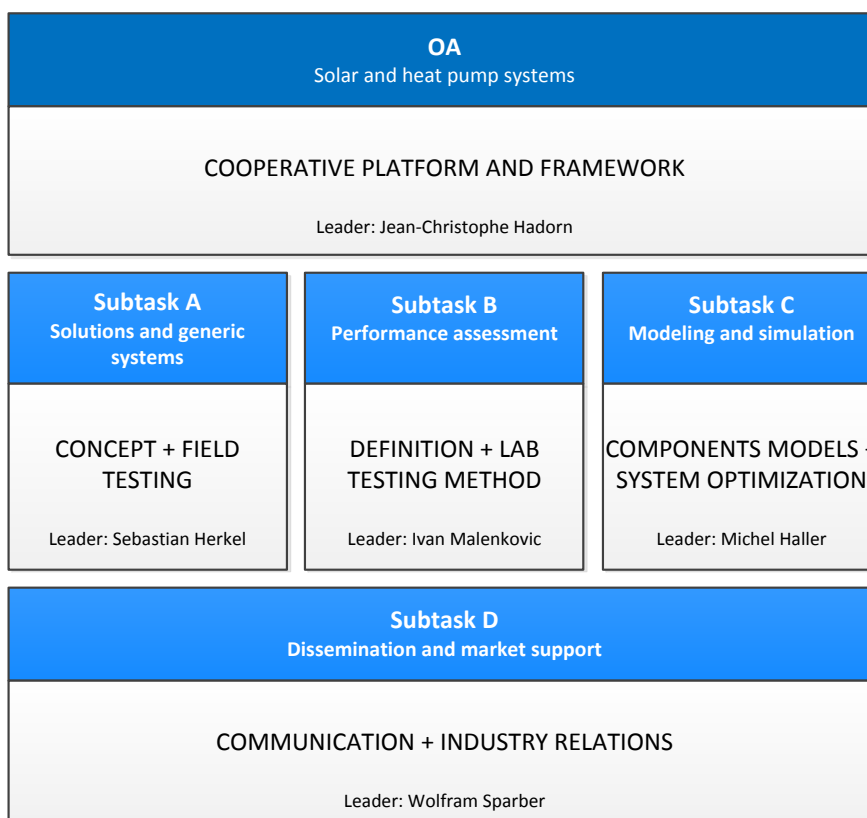 OA
Solar and heat pump systems
COOPERATIVE PLATFORM AND FRAMEWORK
Leader: Jean-Christophe Hadorn
Subtask A
Solutions and generic
systems
CONCEPT + FIELD
TESTING
Leader: Sebastian Herkel
Subtask B
Performance assessment
DEFINITION + LAB
TESTING METHOD
Leader: Ivan Malenkovic
Subtask C
Modeling and simulation
COMPONENTS MODELS +
SYSTEM OPTIMIZATION
Leader: Michel Haller
Subtask D
Dissemination and market support
COMMUNICATION + INDUSTRY RELATIONS
Leader: Wolfram Sparber